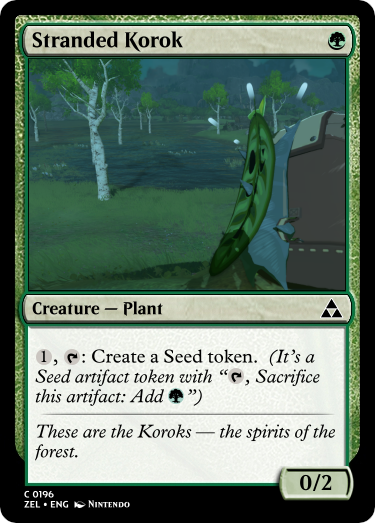 Stranded Korok
Creature — Plant
1, : Create a Seed token. (It's a
Seed artifact token with “, Sacrifice
this artifact: Add ”)
These are the Koroks — the spirits of the
forest.
0/2
C 0196
ZEL • ENG Nintendo